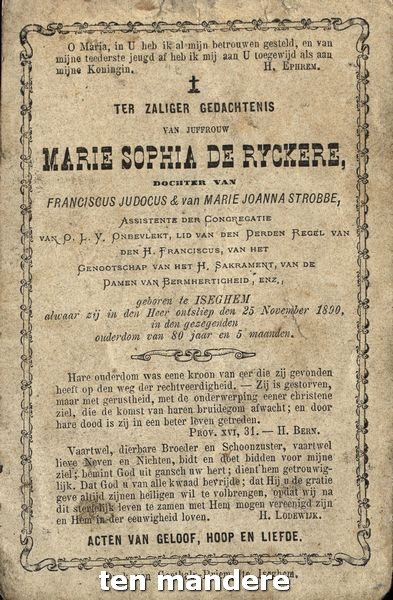 O Maria, in U heb ik al mijn betrouwen gesteld, en van
mijne teederste jeugd af heb ik mij aan U toegewijd als aan
mijne Koningin. H. Ephrem.
✝
TER ZALIGER GEDACHTENIS
VAN JUFFROUW
MARIE SOPHIA DE RYCKERE,
DOCHTER VAN
FRANCISCUS JUDOCUS & van MARIE JOANNA STROBBE,
Assistente der Congregatie
van O. L. V. Onbevlekt, lid van den Derden Regel van
den H. Franciscus, van het
Genootschap van het H. Sakrament, van de
Damen van Bermhertigheid, enz.,
geboren te ISEGHEM
alwaar zij in den Heer ontsliep den 25 November 1890,
in den gezegenden
ouderdom van 80 jaar en 5 maanden.
Hare ouderdom was eene kroon van eer die zij gevonden
heeft op den weg der rechtveerdigheid. — Zij is gestorven,
maar met gerustheid, met de onderwerping eener christene
ziel, die de komst van haren bruidegom afwacht; en door
hare dood is zij in een beter leven getreden.
Prov. XVI, 31. — H. Bern.
Vaartwel, dierbare Broeder en Schoonzuster, vaartwel
lieve Neven en Nichten, bidt en doet bidden voor mijne
ziel; bemint God uit gansch uw hert; dient hem getrouwig-
lijk. Dat God u van alle kwaad bevrijde; dat Hij u de gratie
geve altijd zijnen heiligen wil te volbrengen, opdat wij na
dit sterfelijk leven te zamen met Hem mogen vereenigd zijn
en Hem in der eeuwigheid loven. H. Lodewijk.
ACTEN VAN GELOOF, HOOP EN LIEFDE.
ten mandere
te Iseghem.